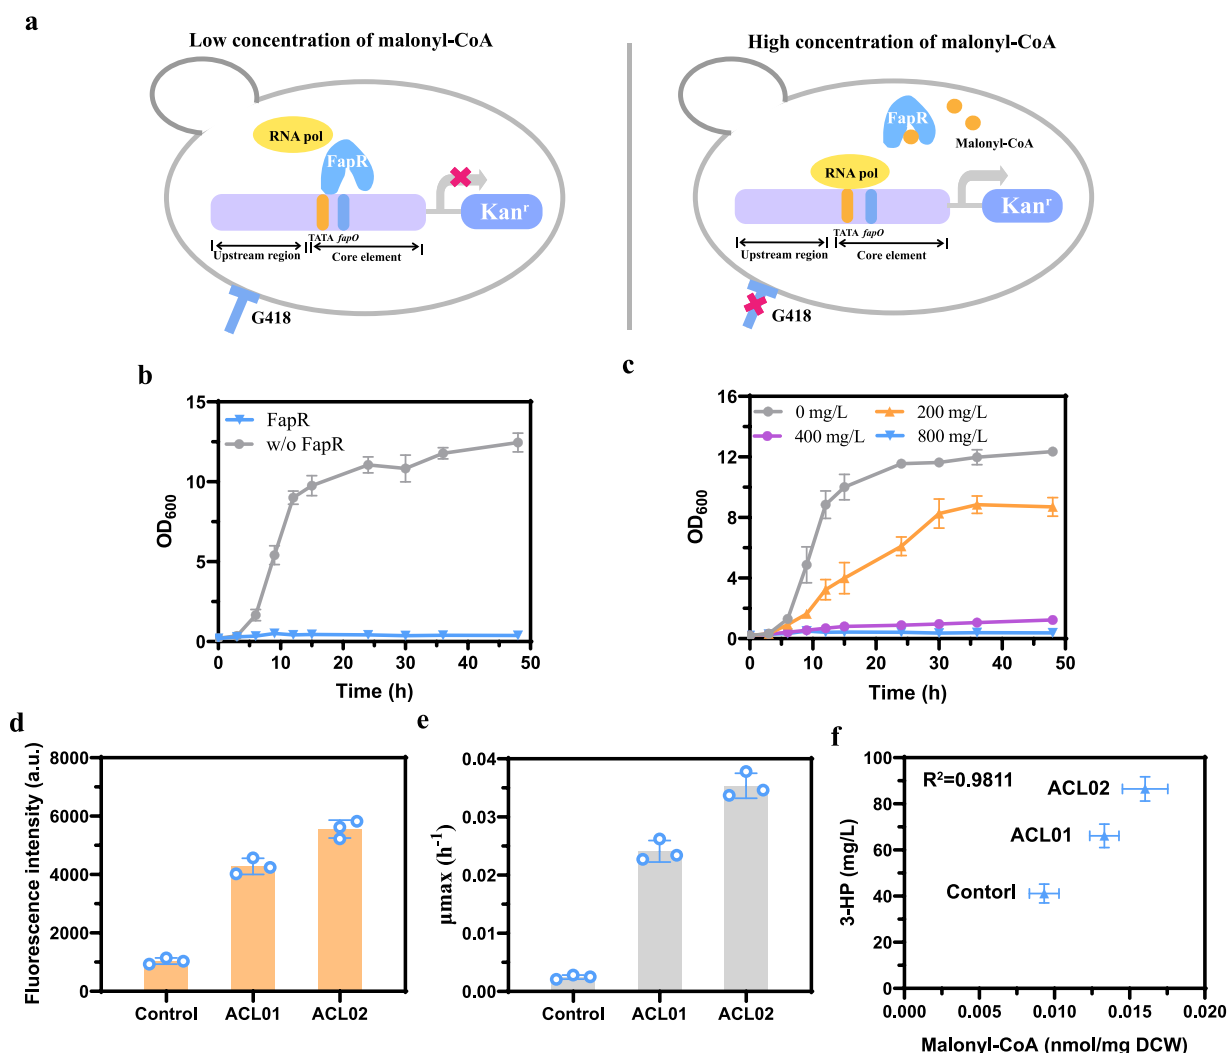 a
Low concentration of malonyl-CoA
High concentration of malonyl-CoA
RNA pol
FapR
Kanʳ
TATA fapO
Upstream region
Core element
G418
FapR
Malonyl-CoA
RNA pol
Kanʳ
TATA fapO
Upstream region
Core element
G418
b
OD₆₀₀
15
10
5
0
FapR
w/o FapR
0 10 20 30 40 50
Time (h)
c
OD₆₀₀
16
12
8
4
0
0 mg/L 200 mg/L
400 mg/L 800 mg/L
0 10 20 30 40 50
Time (h)
d
Fluorescence intensity (a.u.)
8000
6000
4000
2000
0
Control ACL01 ACL02
e
μmax (h⁻¹)
0.04
0.03
0.02
0.01
0.00
Control ACL01 ACL02
f
3-HP (mg/L)
100
80
60
40
20
0
R²=0.9811
ACL02
ACL01
Contorl
0.000 0.005 0.010 0.015 0.020
Malonyl-CoA (nmol/mg DCW)